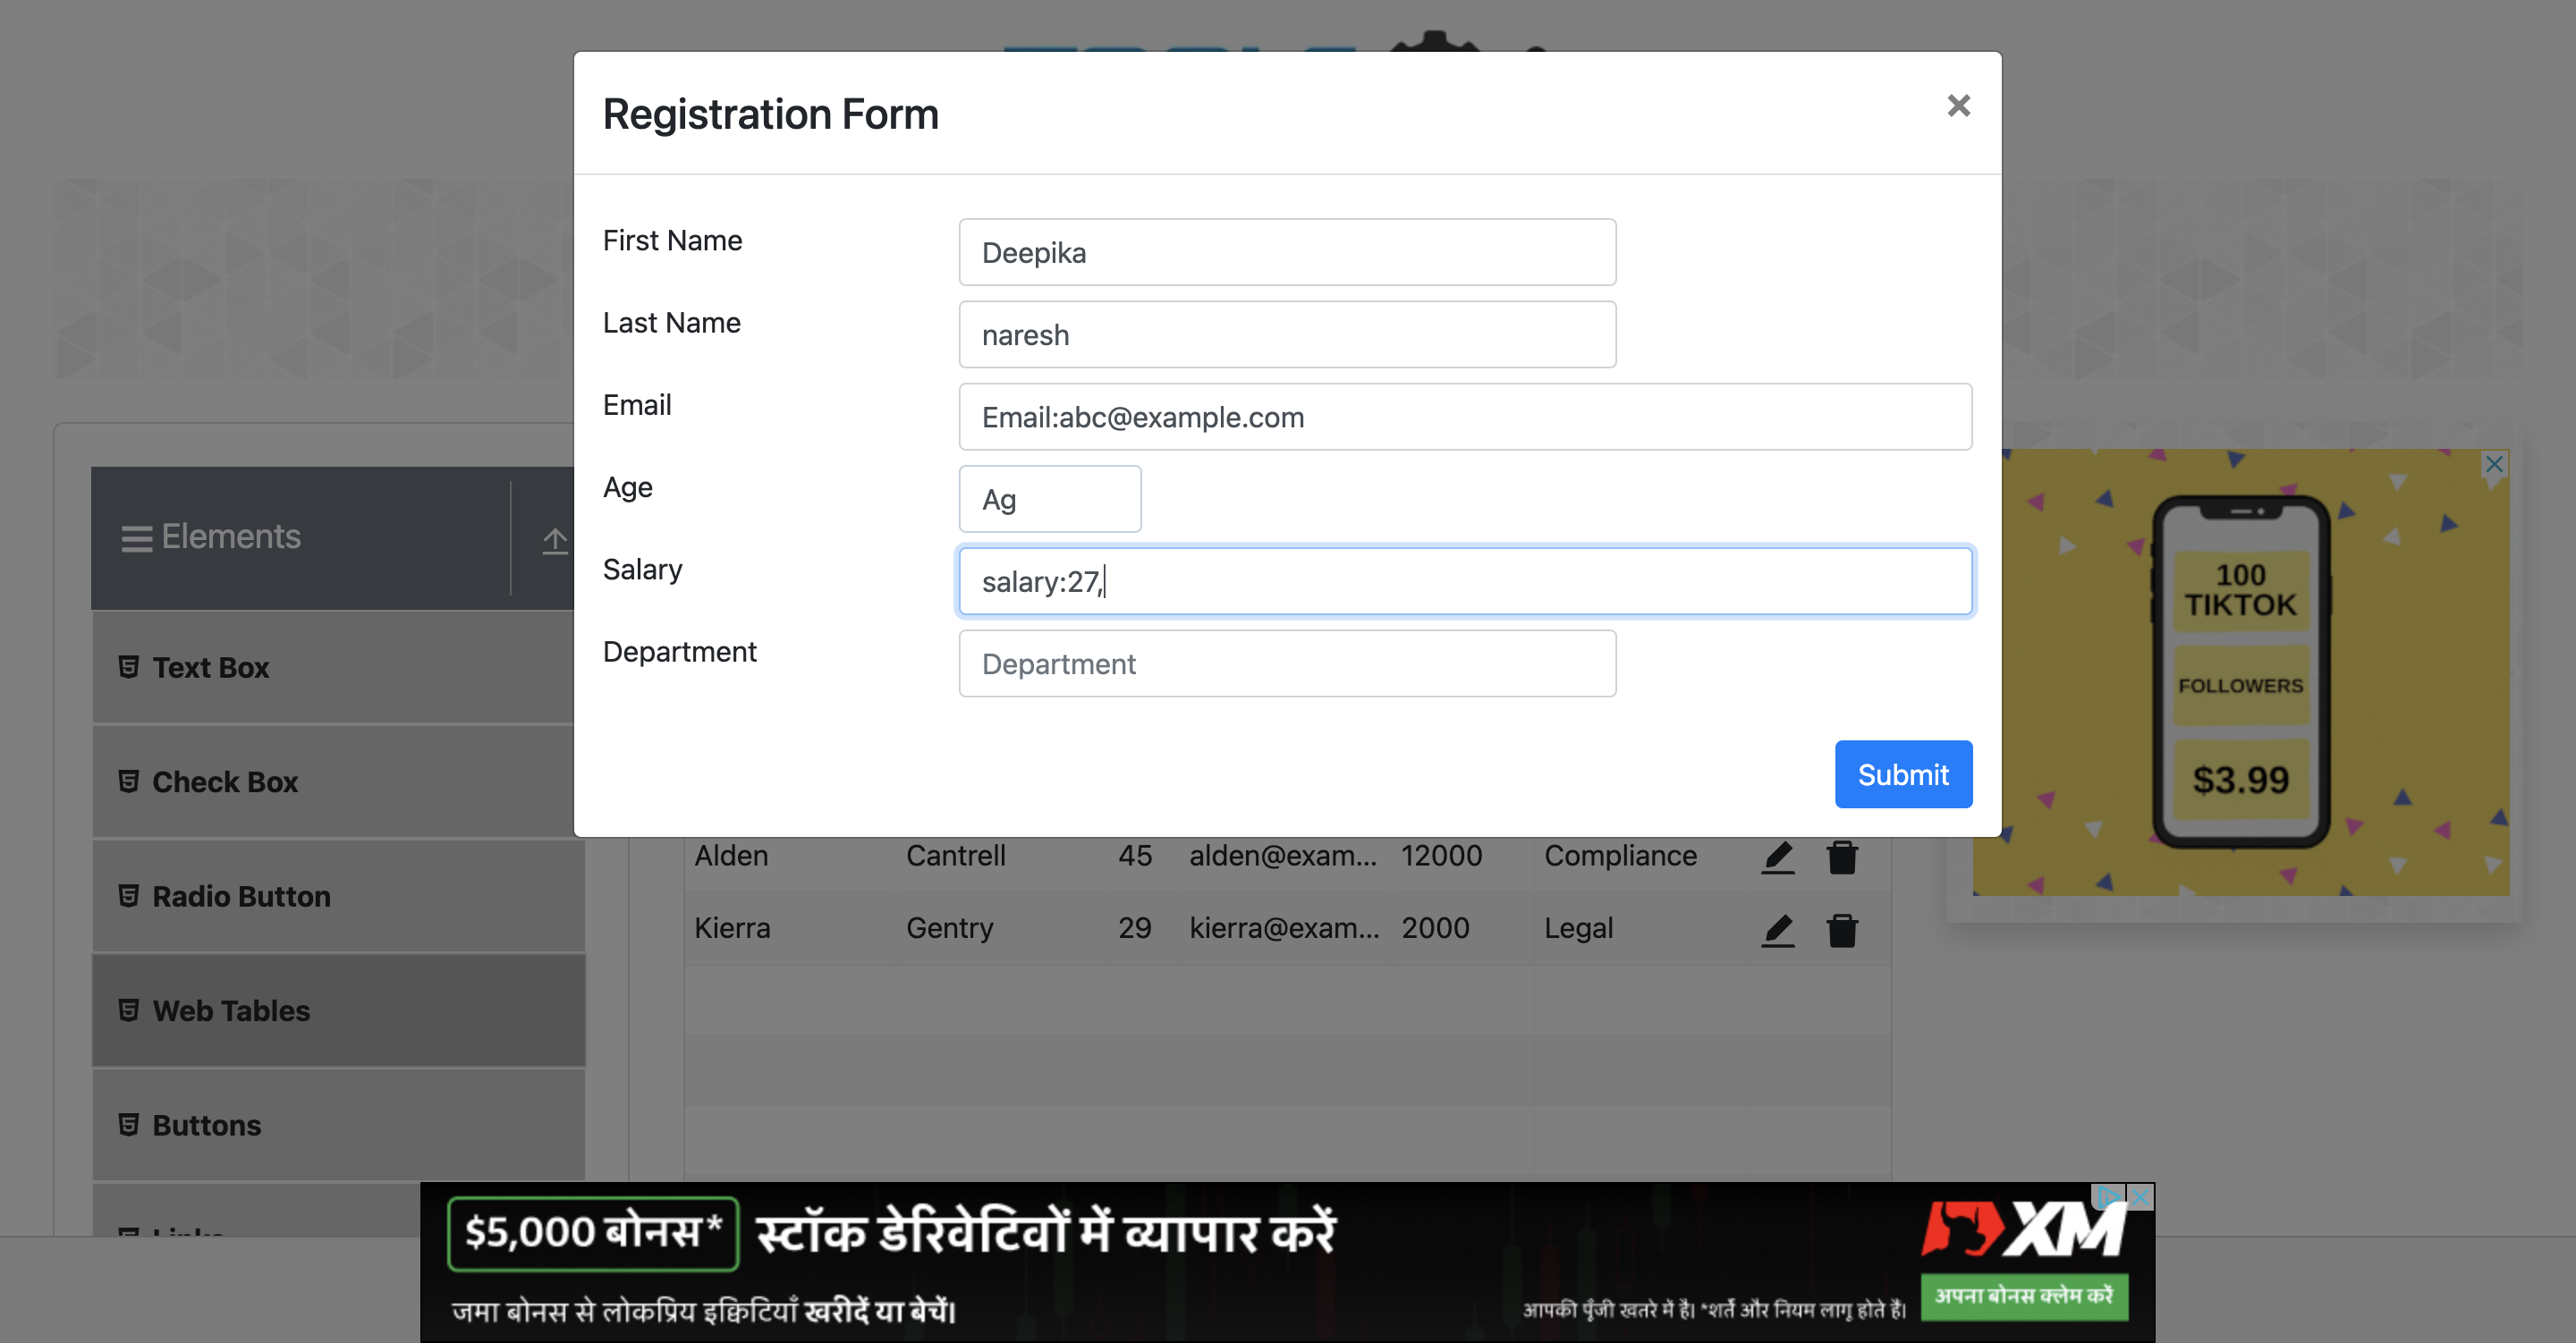 Registration Form
×
First Name
Deepika
Last Name
naresh
Email
Email:abc@example.com
Age
Ag
Salary
salary:27,
Department
Department
Submit
Elements
Text Box
Check Box
Radio Button
Web Tables
Buttons
Links
Alden Cantrell 45 alden@exam... 12000 Compliance
Kierra Gentry 29 kierra@exam... 2000 Legal
100
TIKTOK
FOLLOWERS
$3.99
$5,000 बोनस* स्टॉक डेरिवेटिवों में व्यापार करें
जमा बोनस से लोकप्रिय इक्विटियाँ खरीदें या बेचें।
आपकी पूँजी खतरे में है। *शर्तें और नियम लागू होते हैं।
XM
अपना बोनस क्लेम करें